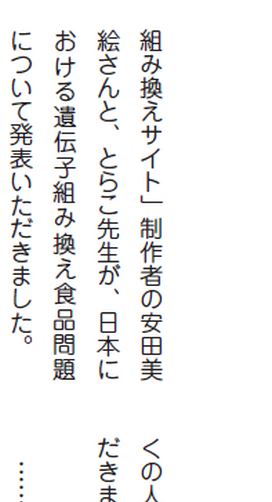 組み換えサイト」制作者の安田美
絵さんと、とらこ先生が、日本に
おける遺伝子組み換え食品問題
について発表いただきました。
くの人
だきま
……